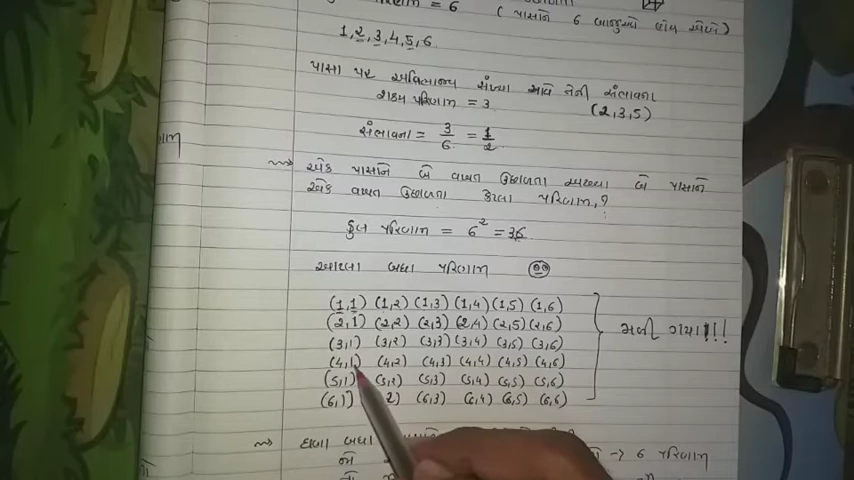 = 6 ( પાસાને 6 બાજુઓ હોય એટલે )
1,2,3,4,5,6
પાસા પર અવિભાજ્ય સંખ્યા આવે તેની સંભાવના
શક્ય પરિણામ = 3 (2,3,5)
સંભાવના = 3/6 = 1/2
એક પાસાને બે વખત ઉછાળતા અથવા બે પાસાને
એક વખત ઉછાળતા કેટલા પરિણામ ?
કુલ પરિણામ = 6² = 36
આટલા બધા પરિણામ
(1,1) (1,2) (1,3) (1,4) (1,5) (1,6)
(2,1) (2,2) (2,3) (2,4) (2,5) (2,6)
(3,1) (3,2) (3,3) (3,4) (3,5) (3,6)
મળી ગયા!!!
(4,1) (4,2) (4,3) (4,4) (4,5) (4,6)
(5,1) (5,2) (5,3) (5,4) (5,5) (5,6)
(6,1) 2) (6,3) (6,4) (6,5) (6,6)
બધા
→ 6 પરિણામ